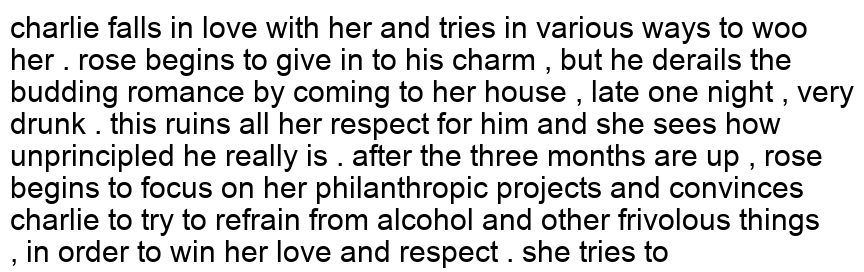 charlie falls in love with her and tries in various ways to woo
her . rose begins to give in to his charm , but he derails the
budding romance by coming to her house , late one night , very
drunk . this ruins all her respect for him and she sees how
unprincipled he really is . after the three months are up , rose
begins to focus on her philanthropic projects and convinces
charlie to try to refrain from alcohol and other frivolous things
, in order to win her love and respect . she tries to